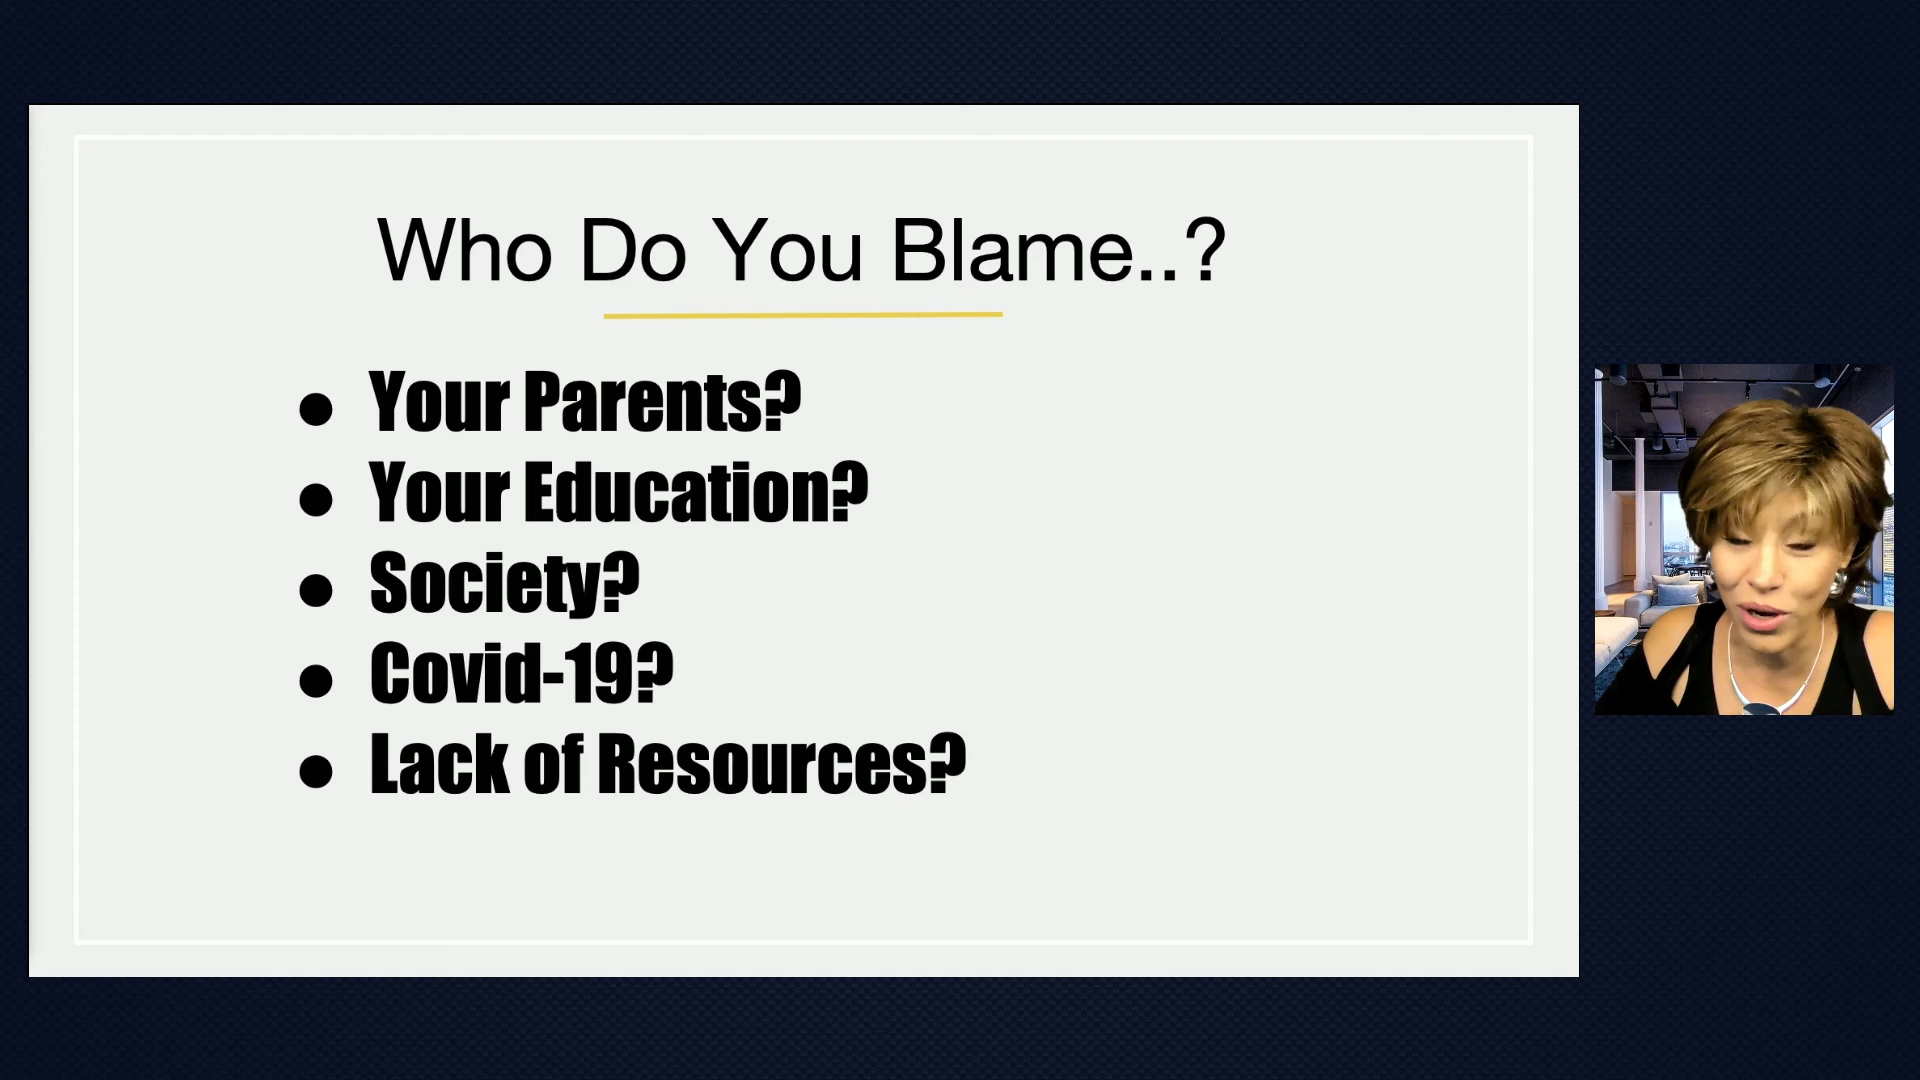 Who Do You Blame..?
● Your Parents?
● Your Education?
● Society?
● Covid-19?
● Lack of Resources?